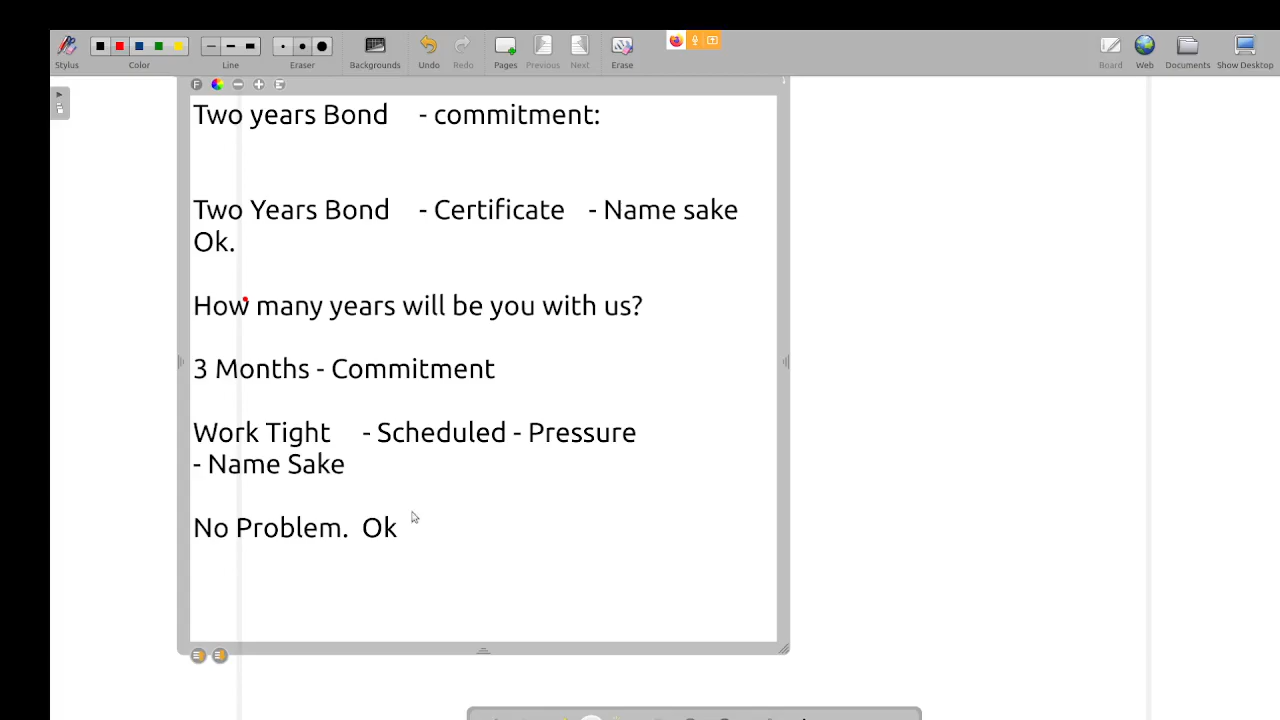 Stylus
Color
Line
Eraser
Backgrounds
Undo
Redo
Pages
Previous
Next
Erase
Board
Web
Documents
Show Desktop
Two years Bond - commitment:
Two Years Bond - Certificate - Name sake
Ok.
How many years will be you with us?
3 Months - Commitment
Work Tight - Scheduled - Pressure
- Name Sake
No Problem. Ok